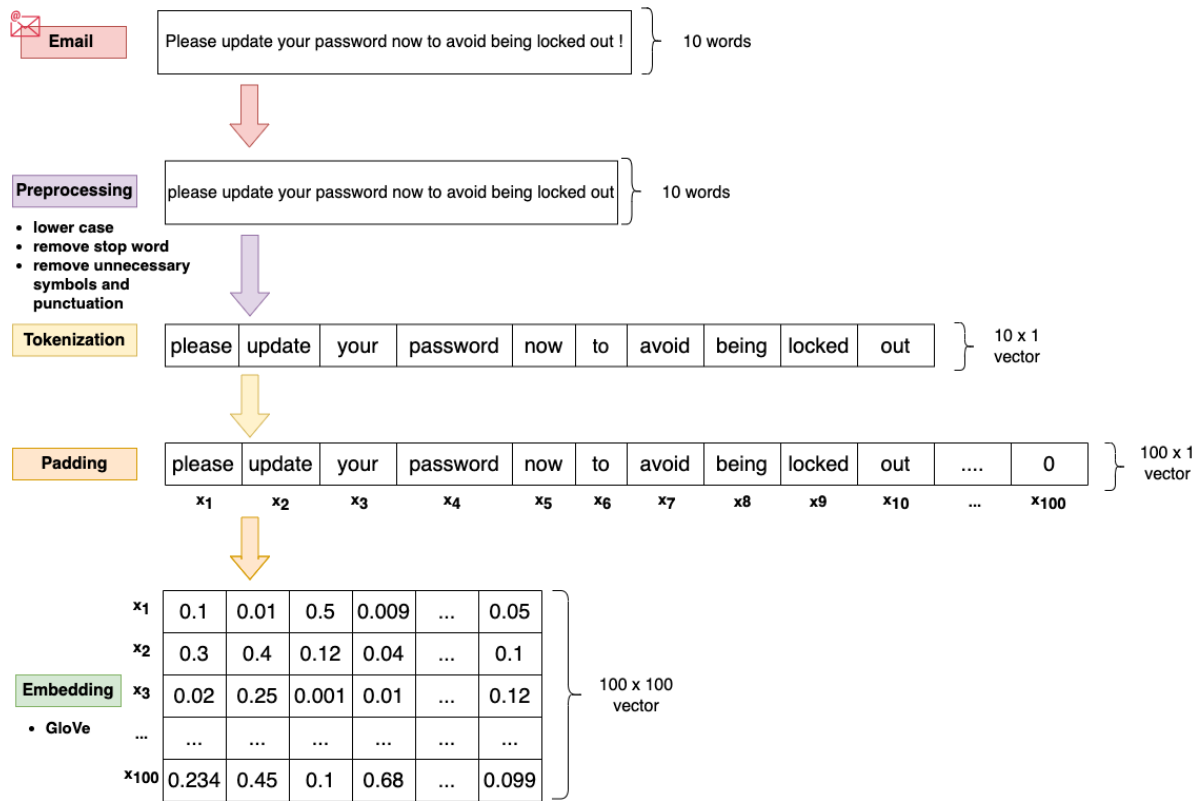 @
Email
Please update your password now to avoid being locked out !
10 words
Preprocessing
please update your password now to avoid being locked out
10 words
• lower case
• remove stop word
• remove unnecessary
symbols and
punctuation
Tokenization
please update your password now to avoid being locked out
10 x 1
vector
Padding
please update your password now to avoid being locked out .... 0
100 x 1
vector
x1 x2 x3 x4 x5 x6 x7 x8 x9 x10 ... x100
x1 0.1 0.01 0.5 0.009 ... 0.05
x2 0.3 0.4 0.12 0.04 ... 0.1
Embedding
x3 0.02 0.25 0.001 0.01 ... 0.12
100 x 100
vector
• GloVe
... ... ... ... ... ... ...
x100 0.234 0.45 0.1 0.68 ... 0.099